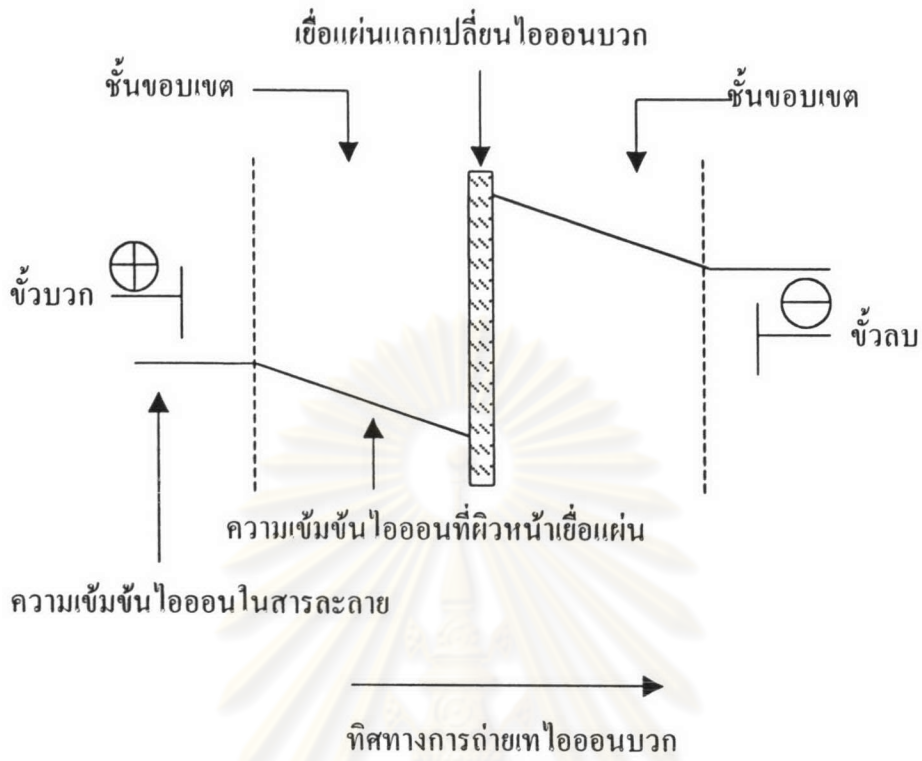 เยื่อแผ่นแลกเปลี่ยนไอออนบวก
ชั้นขอบเขต
ชั้นขอบเขต
ขั้วบวก
ขั้วลบ
ความเข้มข้นไอออนที่ผิวหน้าเยื่อแผ่น
ความเข้มข้นไอออนในสารละลาย
ทิศทางการถ่ายเทไอออนบวก